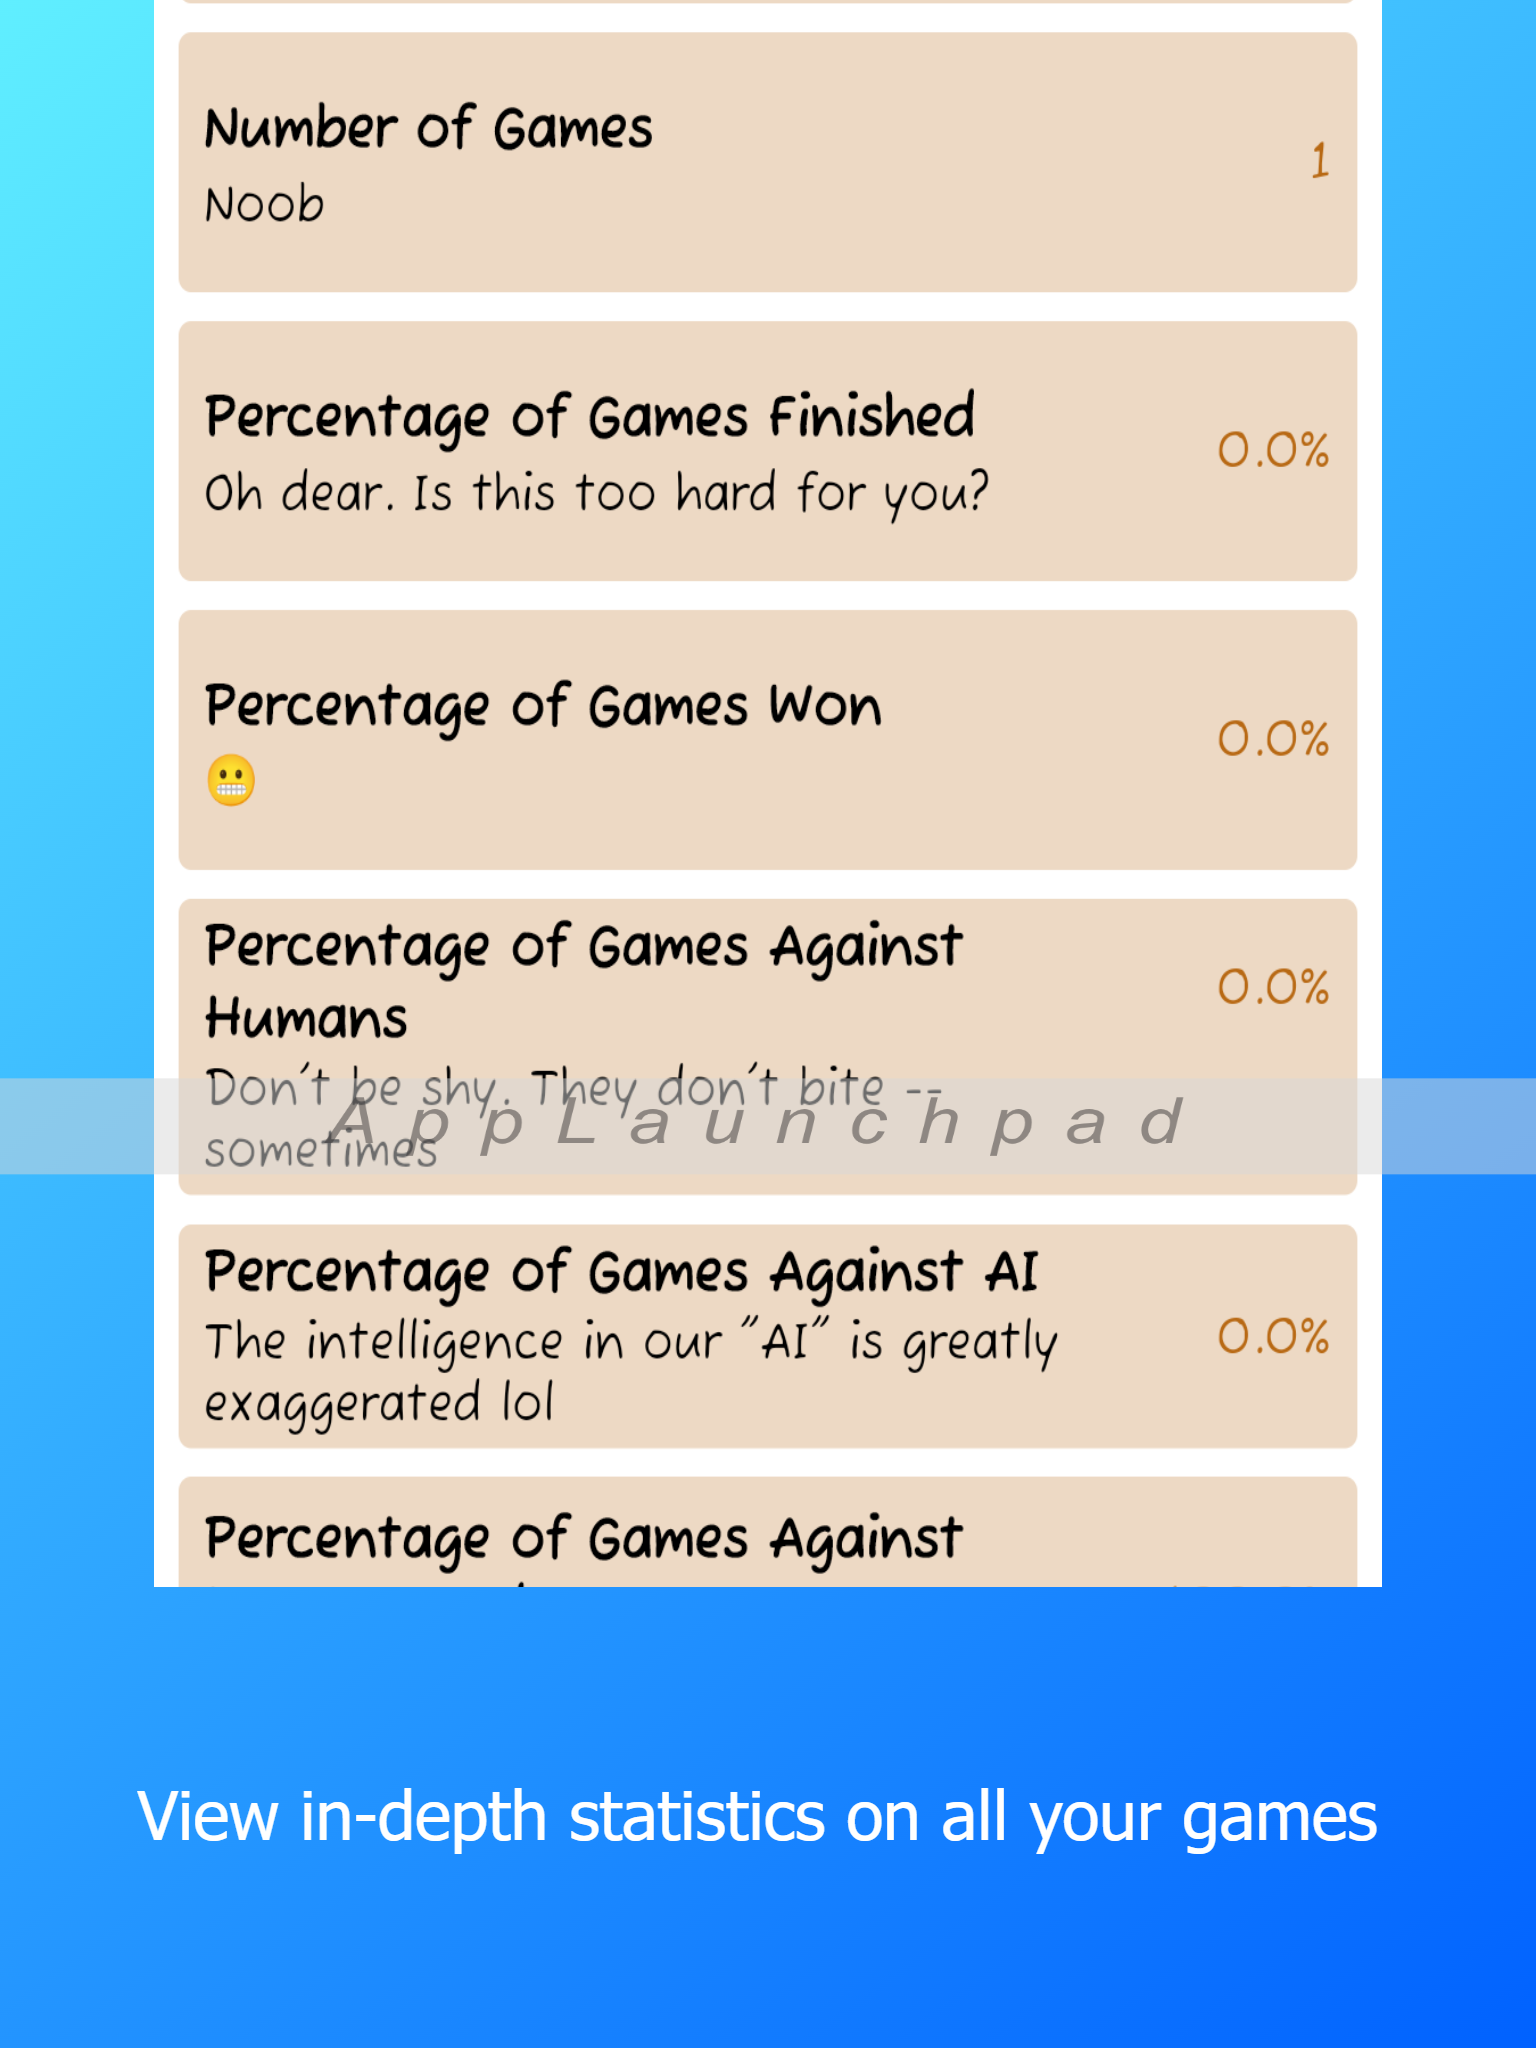 Number of Games
Noob
1
Percentage of Games Finished
Oh dear. Is this too hard for you?
0.0%
Percentage of Games Won
😬
0.0%
Percentage of Games Against
Humans
Don't be shy. They don't bite --
sometimes
0.0%
AppLaunchpad
Percentage of Games Against AI
The intelligence in our "AI" is greatly
exaggerated lol
0.0%
Percentage of Games Against
View in-depth statistics on all your games